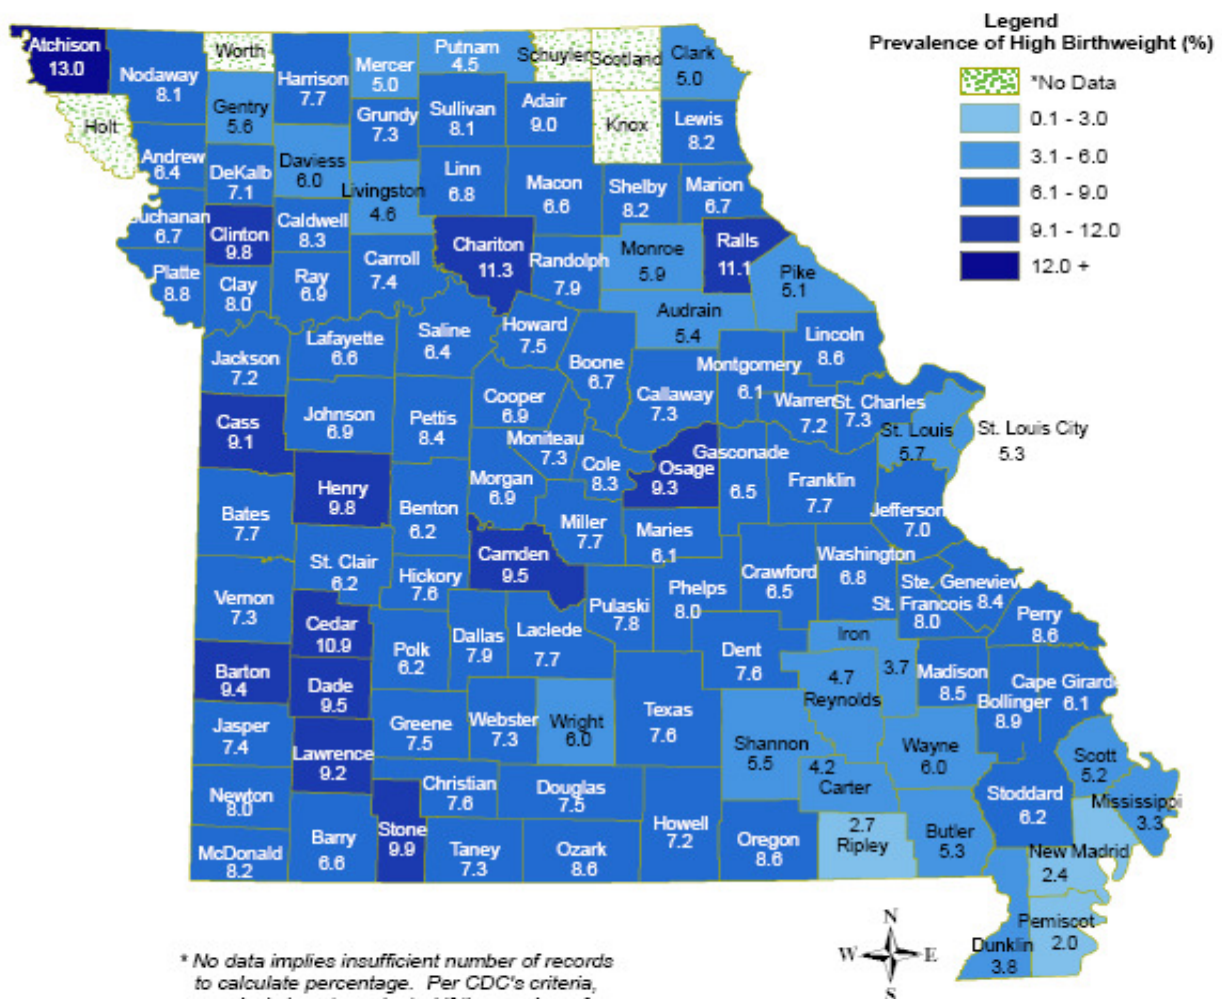 Legend
Prevalence of High Birthweight (%)
*No Data
0.1 - 3.0
3.1 - 6.0
6.1 - 9.0
9.1 - 12.0
12.0 +
Atchison
13.0
Nodaway
8.1
Worth
Harrison
7.7
Mercer
5.0
Putnam
4.5
Schuyler
Scotland
Clark
5.0
Holt
Gentry
5.6
Grundy
7.3
Sullivan
8.1
Adair
9.0
Knox
Lewis
8.2
Andrew
6.4
DeKalb
7.1
Daviess
6.0
Livingston
4.6
Linn
6.8
Macon
6.6
Shelby
8.2
Marion
6.7
Buchanan
6.7
Clinton
9.8
Caldwell
8.3
Carroll
7.4
Chariton
11.3
Randolph
7.9
Monroe
5.9
Ralls
11.1
Pike
5.1
Platte
8.8
Clay
8.0
Ray
6.9
Audrain
5.4
Jackson
7.2
Lafayette
6.6
Saline
6.4
Howard
7.5
Boone
6.7
Callaway
7.3
Montgomery
6.1
Lincoln
8.6
Warren
7.2
St. Charles
7.3
St. Louis
5.7
St. Louis City
5.3
Cass
9.1
Johnson
6.9
Pettis
8.4
Cooper
6.9
Moniteau
7.3
Cole
8.3
Osage
9.3
Gasconade
6.5
Franklin
7.7
Jefferson
7.0
Bates
7.7
Henry
9.8
Benton
6.2
Morgan
6.9
Miller
7.7
Maries
6.1
Camden
9.5
St. Clair
6.2
Hickory
7.6
Vernon
7.3
Cedar
10.9
Polk
6.2
Dallas
7.9
Laclede
7.7
Pulaski
7.8
Phelps
8.0
Crawford
6.5
Washington
6.8
Ste. Geneviev
8.4
St. Francois
8.0
Perry
8.6
Dent
7.6
Iron
3.7
4.7
Reynolds
Madison
8.5
Bollinger
8.9
Cape Girard
6.1
Barton
9.4
Dade
9.5
Jasper
7.4
Lawrence
9.2
Greene
7.5
Webster
7.3
Wright
6.0
Texas
7.6
Shannon
5.5
4.2
Carter
Wayne
6.0
Scott
5.2
Mississippi
3.3
Stoddard
6.2
Newton
8.0
Christian
7.6
Douglas
7.5
Howell
7.2
Oregon
8.6
2.7
Ripley
Butler
5.3
New Madrid
2.4
McDonald
8.2
Barry
6.6
Stone
9.9
Taney
7.3
Ozark
8.6
Pemiscot
2.0
Dunklin
3.8
N
W
E
S
* No data implies insufficient number of records
to calculate percentage. Per CDC's criteria,